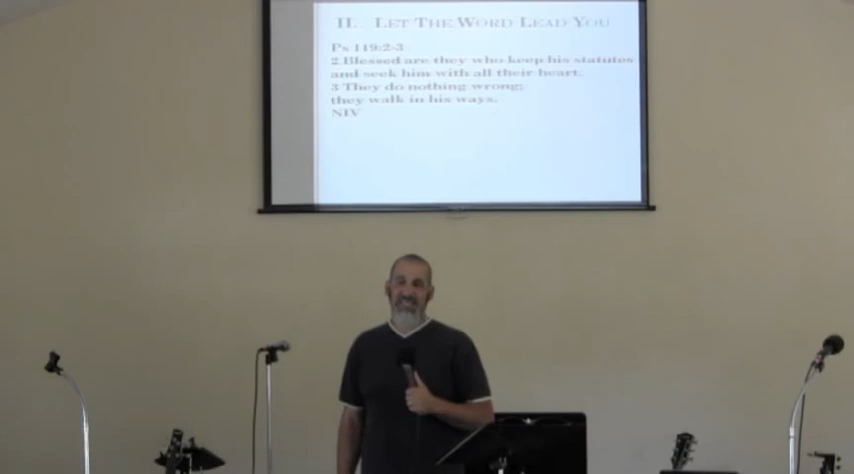 II. LET THE WORD LEAD YOU
Ps 119:2-3
2 Blessed are they who keep his statutes
and seek him with all their heart.
3 They do nothing wrong;
they walk in his ways.
NIV